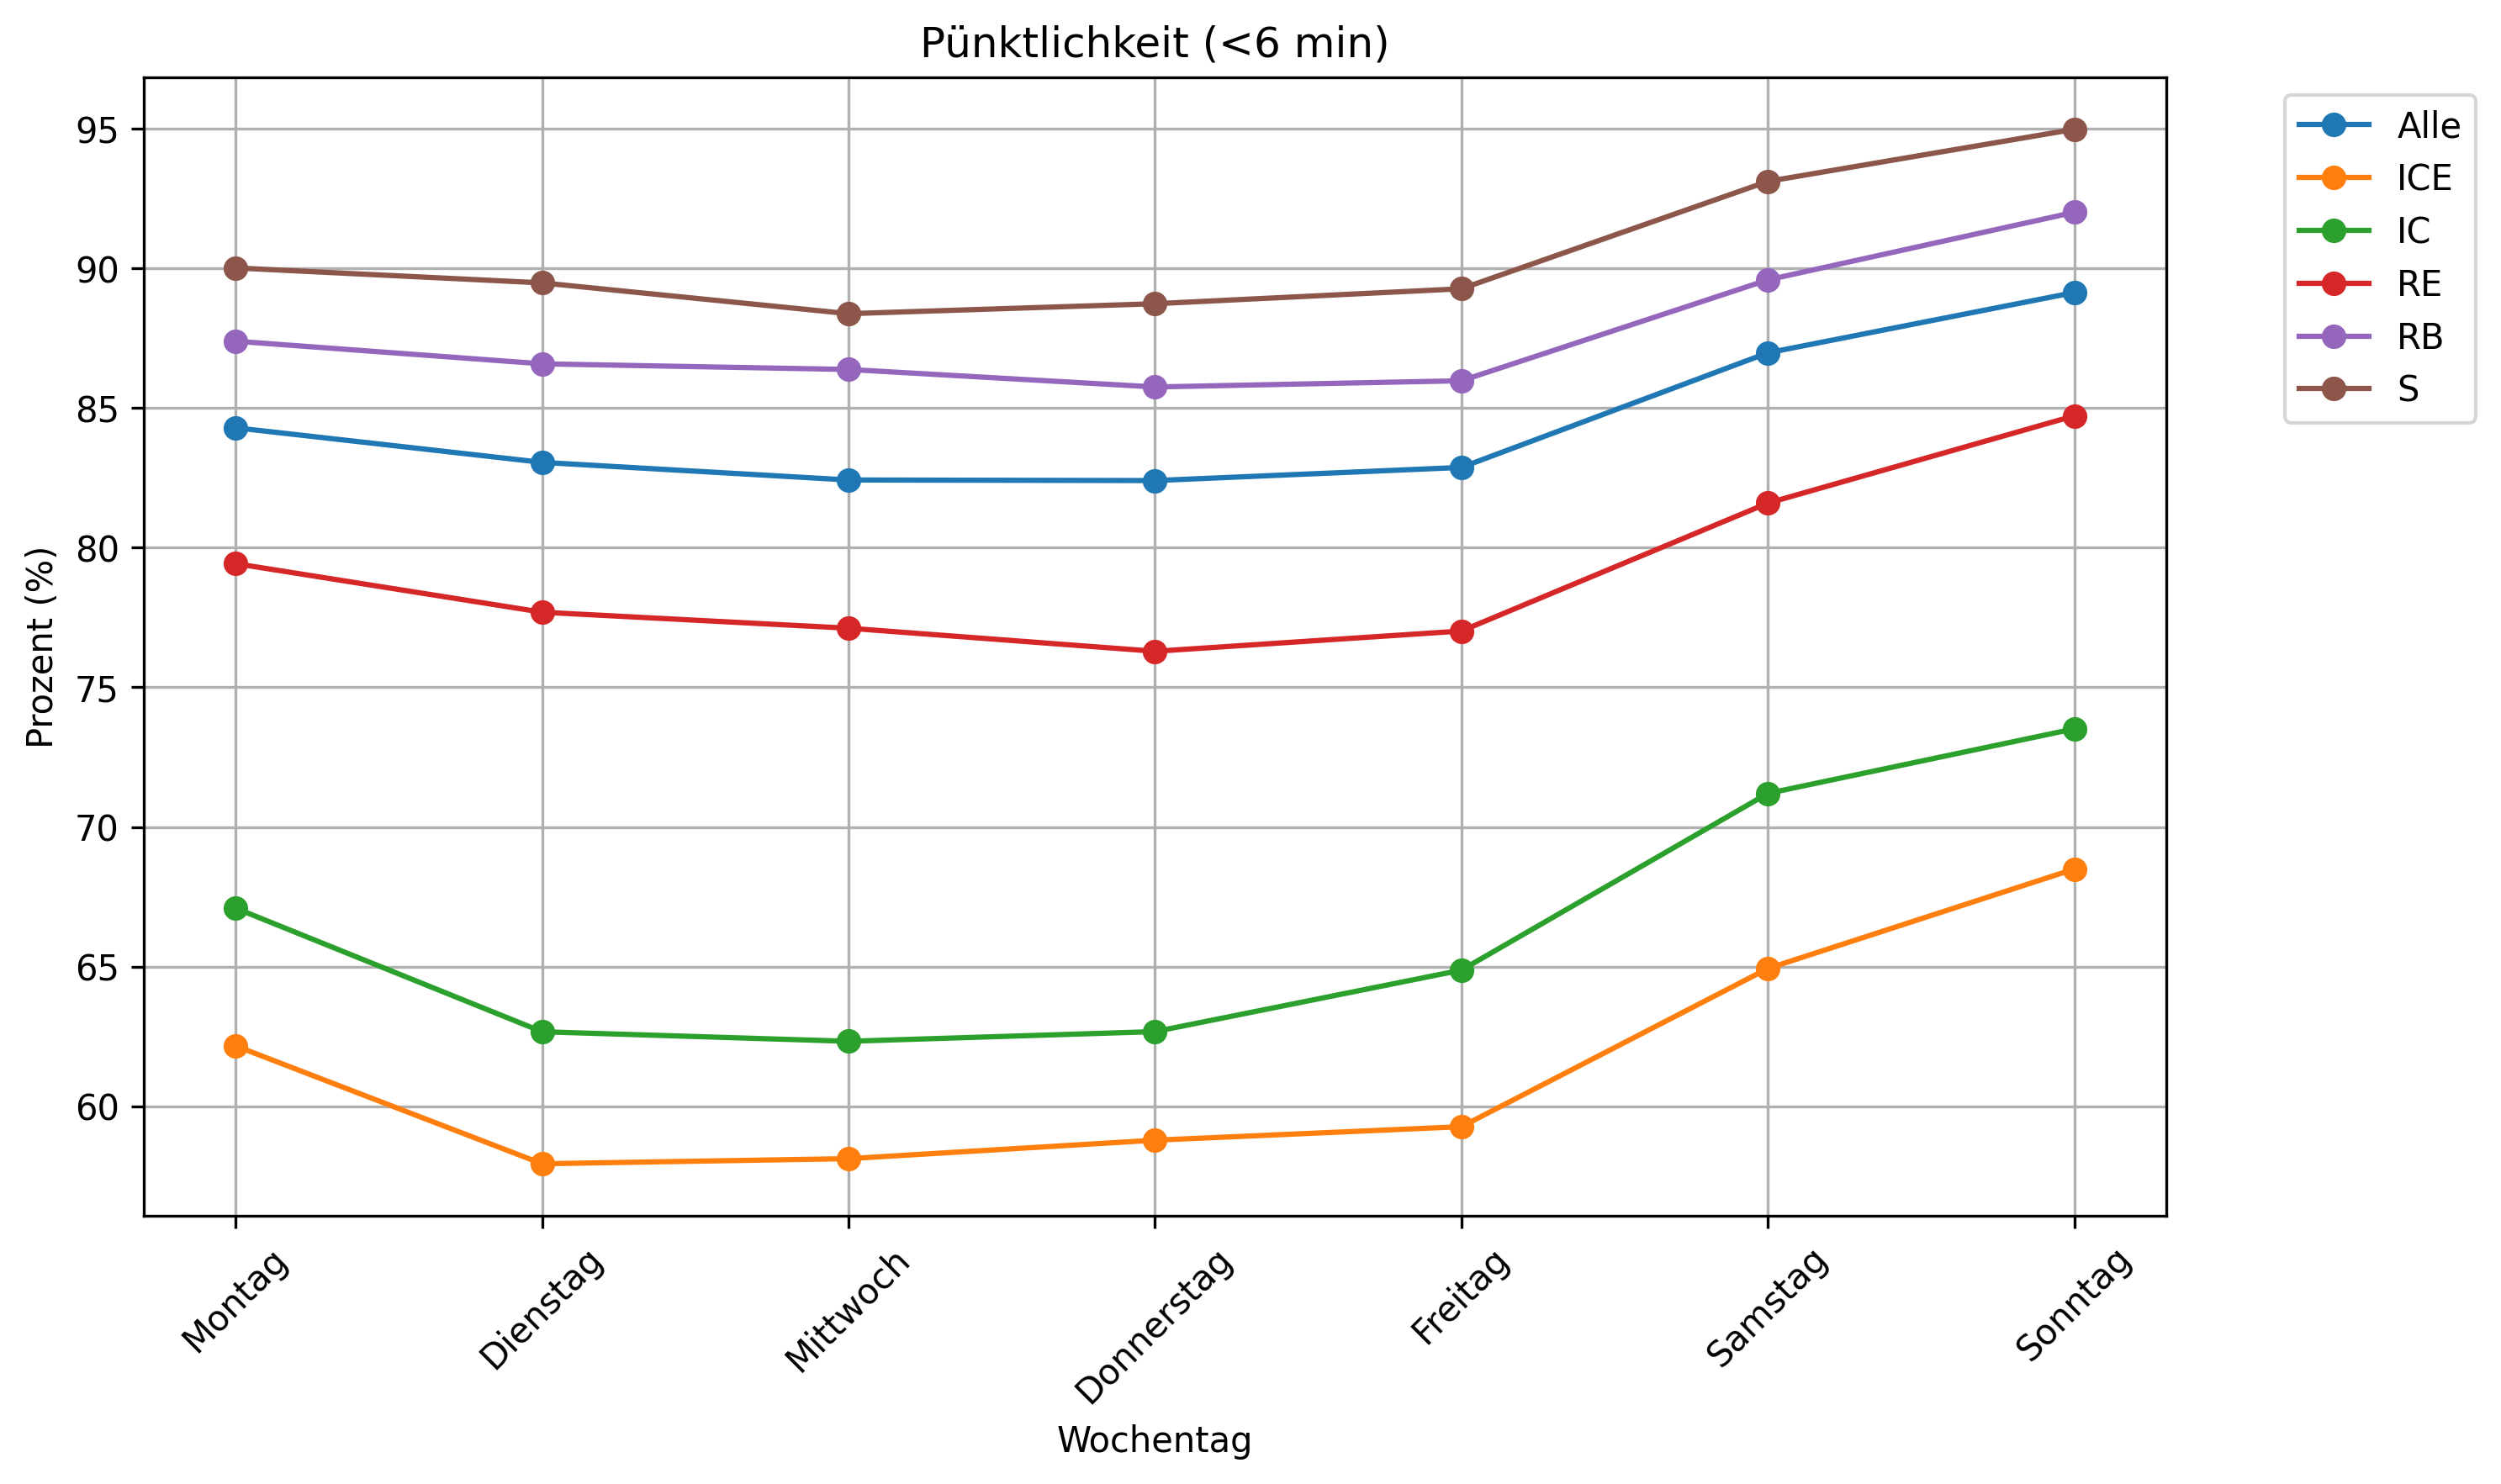 Pünktlichkeit (<6 min)
95
90
85
80
75
70
65
60
Prozent (%)
Montag
Dienstag
Mittwoch
Donnerstag
Freitag
Samstag
Sonntag
Wochentag
Alle
ICE
IC
RE
RB
S